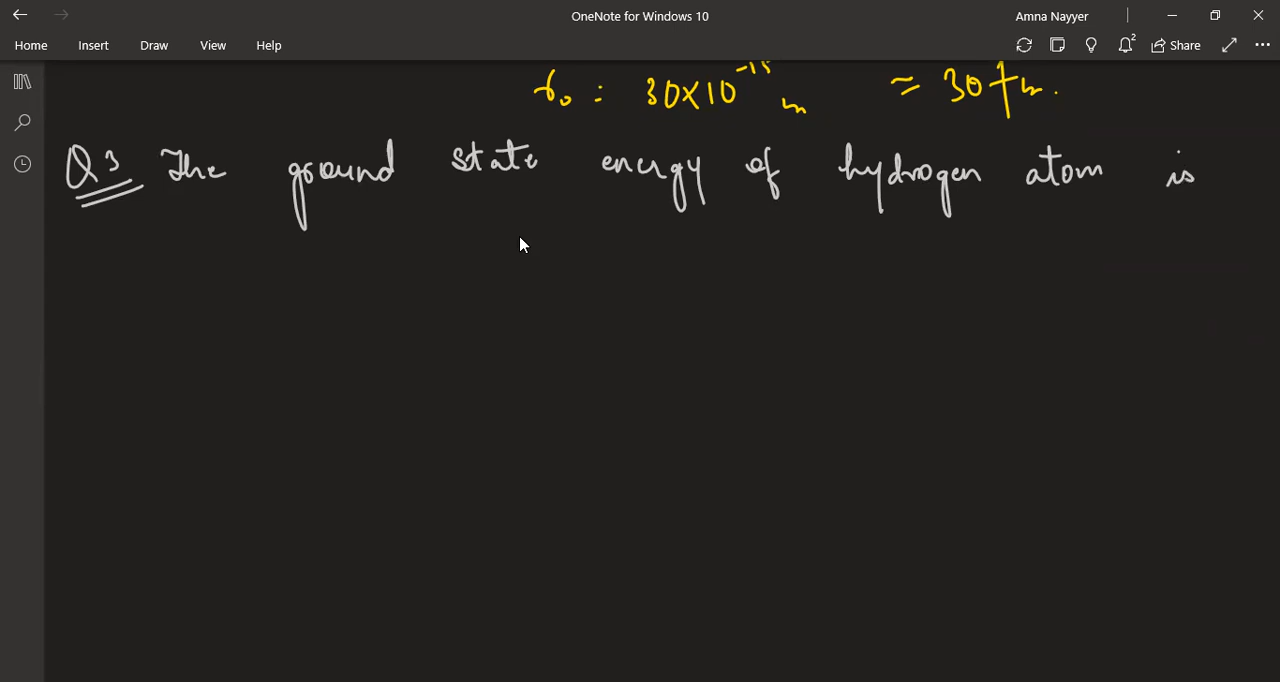 OneNote for Windows 10
Amna Nayyer
Home Insert Draw View Help
2 Share
r₀ : 30×10⁻¹⁵ m ≈ 30 fm.
Q3 The ground state energy of hydrogen atom is